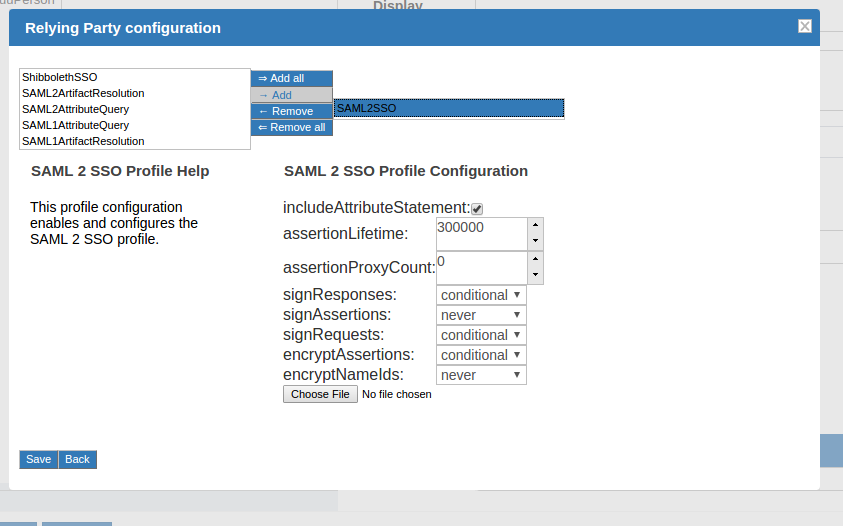 Display
Relying Party configuration
ShibbolethSSO
SAML2ArtifactResolution
SAML2AttributeQuery
SAML1AttributeQuery
SAML1ArtifactResolution
⇒ Add all
→ Add
← Remove
⇐ Remove all
SAML2SSO
SAML 2 SSO Profile Help
This profile configuration
enables and configures the
SAML 2 SSO profile.
SAML 2 SSO Profile Configuration
includeAttributeStatement:
assertionLifetime: 300000
assertionProxyCount: 0
signResponses: conditional
signAssertions: never
signRequests: conditional
encryptAssertions: conditional
encryptNameIds: never
Choose File No file chosen
Save Back